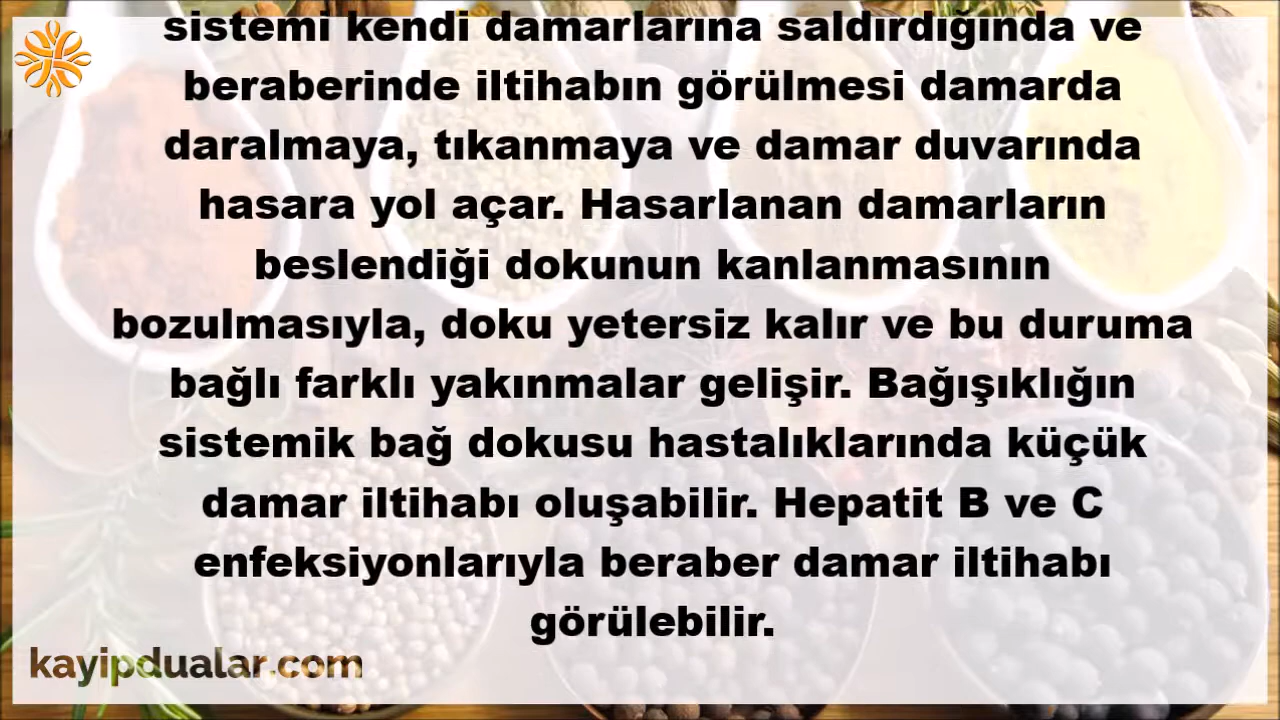 sistemi kendi damarlarına saldırdığında ve
beraberinde iltihabın görülmesi damarda
daralmaya, tıkanmaya ve damar duvarında
hasara yol açar. Hasarlanan damarların
beslendiği dokunun kanlanmasının
bozulmasıyla, doku yetersiz kalır ve bu duruma
bağlı farklı yakınmalar gelişir. Bağışıklığın
sistemik bağ dokusu hastalıklarında küçük
damar iltihabı oluşabilir. Hepatit B ve C
enfeksiyonlarıyla beraber damar iltihabı
görülebilir.
kayipdualar.com